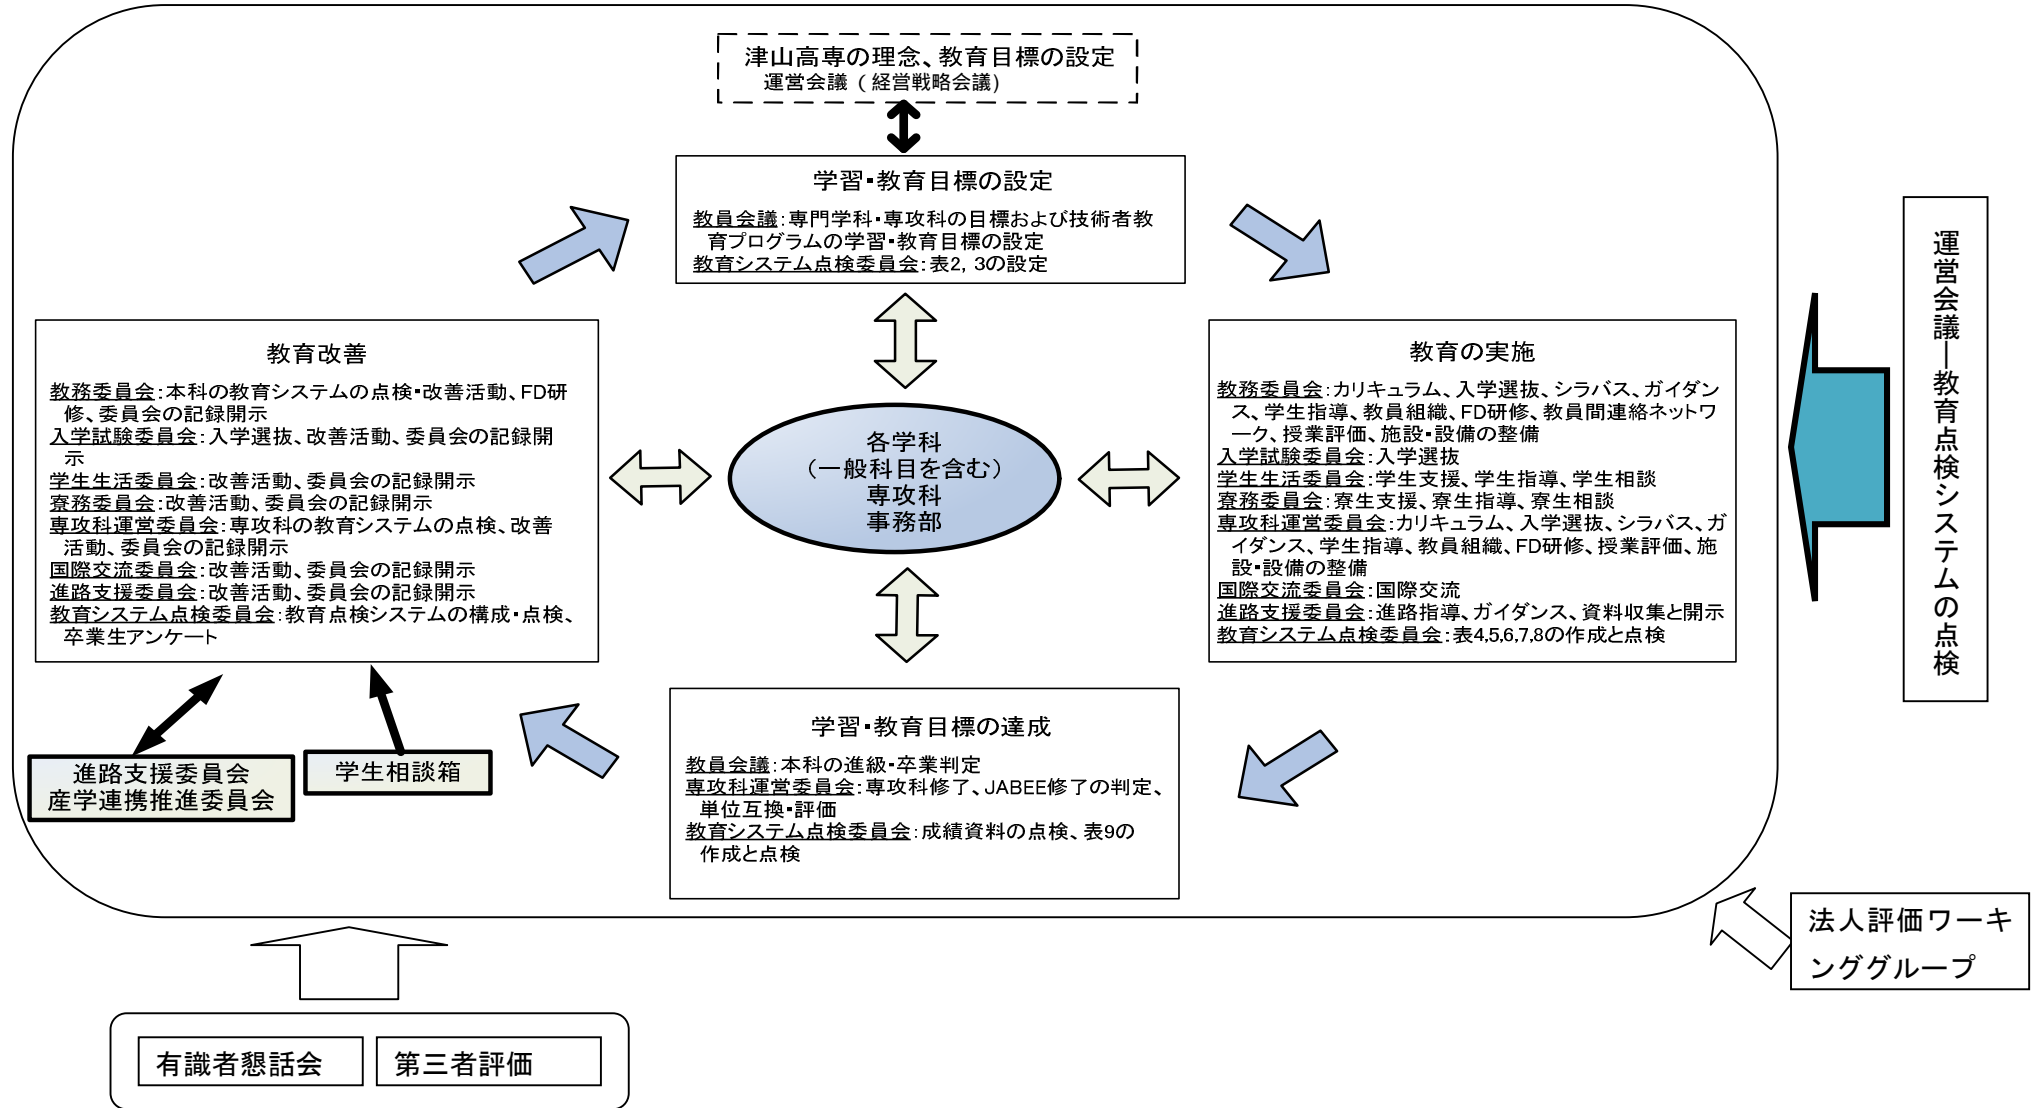 津山高専の理念、教育目標の設定
運営会議（経営戦略会議)
学習・教育目標の設定
教員会議：専門学科・専攻科の目標および技術者教
育プログラムの学習・教育目標の設定
教育システム点検委員会：表2，3の設定
教育改善
教務委員会：本科の教育システムの点検・改善活動、FD研
修、委員会の記録開示
入学試験委員会：入学選抜、改善活動、委員会の記録開
示
学生生活委員会：改善活動、委員会の記録開示
寮務委員会：改善活動、委員会の記録開示
専攻科運営委員会：専攻科の教育システムの点検、改善
活動、委員会の記録開示
国際交流委員会：改善活動、委員会の記録開示
進路支援委員会：改善活動、委員会の記録開示
教育システム点検委員会：教育点検システムの構成・点検、
卒業生アンケート
各学科
（一般科目を含む）
専攻科
事務部
教育の実施
教務委員会：カリキュラム、入学選抜、シラバス、ガイダン
ス、学生指導、教員組織、FD研修、教員間連絡ネットワ
ーク、授業評価、施設・設備の整備
入学試験委員会：入学選抜
学生生活委員会：学生支援、学生指導、学生相談
寮務委員会：寮生支援、寮生指導、寮生相談
専攻科運営委員会：カリキュラム、入学選抜、シラバス、ガ
イダンス、学生指導、教員組織、FD研修、授業評価、施
設・設備の整備
国際交流委員会：国際交流
進路支援委員会：進路指導、ガイダンス、資料収集と開示
教育システム点検委員会：表4,5,6,7,8の作成と点検
運営会議―教育点検システムの点検
学習・教育目標の達成
教員会議：本科の進級・卒業判定
専攻科運営委員会：専攻科修了、JABEE修了の判定、
単位互換・評価
教育システム点検委員会：成績資料の点検、表9の
作成と点検
進路支援委員会
産学連携推進委員会
学生相談箱
法人評価ワーキ
ンググループ
有識者懇話会
第三者評価